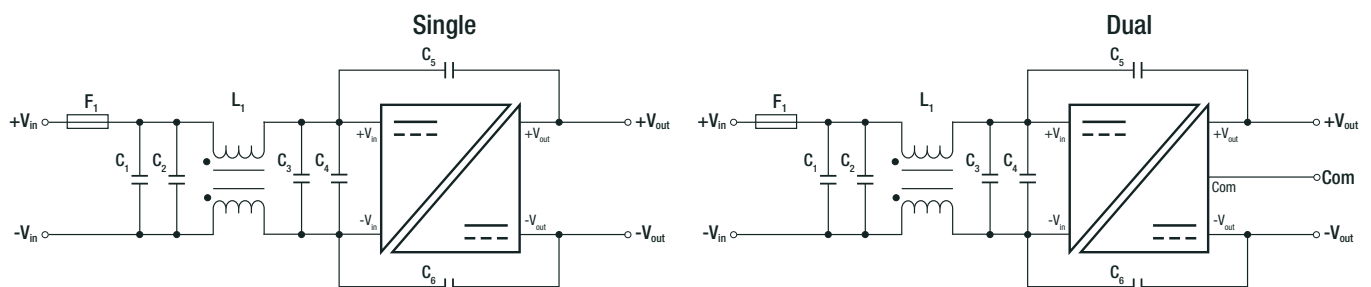 Single
C5
F1
L1
+Vin
+Vin
+Vout
+Vout
C1
C2
C3
C4
-Vin
-Vin
-Vout
-Vout
C6
Dual
C5
F1
L1
+Vin
+Vin
+Vout
+Vout
C1
C2
C3
C4
Com
Com
-Vin
-Vin
-Vout
-Vout
C6